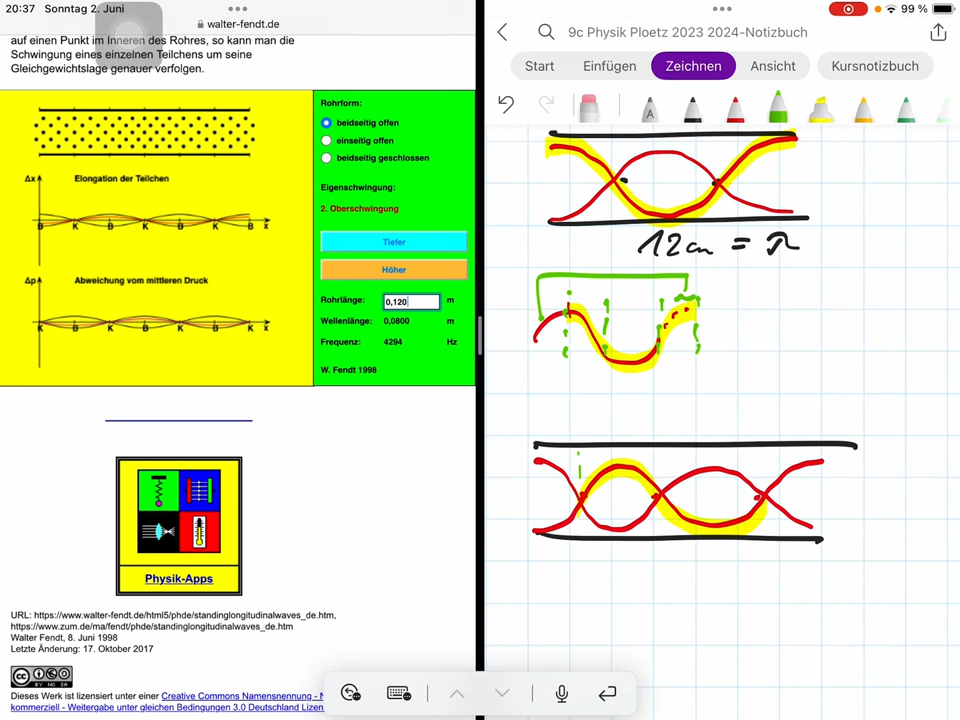 20:37 Sonntag 2. Juni
99 %
walter-fendt.de
auf einen Punkt im Inneren des Rohres, so kann man die
Schwingung eines einzelnen Teilchens um seine
Gleichgewichtslage genauer verfolgen.
Δx
Elongation der Teilchen
B K B K B K B x
Δp
Abweichung vom mittleren Druck
K B K B K B K x
Rohrform:
beidseitig offen
einseitig offen
beidseitig geschlossen
Eigenschwingung:
2. Oberschwingung
Tiefer
Höher
Rohrlänge: 0,120 m
Wellenlänge: 0,0800 m
Frequenz: 4294 Hz
W. Fendt 1998
Physik-Apps
URL: https://www.walter-fendt.de/html5/phde/standinglongitudinalwaves_de.htm,
https://www.zum.de/ma/fendt/phde/standinglongitudinalwaves_de.htm
Walter Fendt, 8. Juni 1998
Letzte Änderung: 17. Oktober 2017
CC BY NC SA
Dieses Werk ist lizensiert unter einer Creative Commons Namensnennung - N
kommerziell - Weitergabe unter gleichen Bedingungen 3.0 Deutschland Lizen
9c Physik Ploetz 2023 2024-Notizbuch
Start Einfügen Zeichnen Ansicht Kursnotizbuch
A
12cm = λ